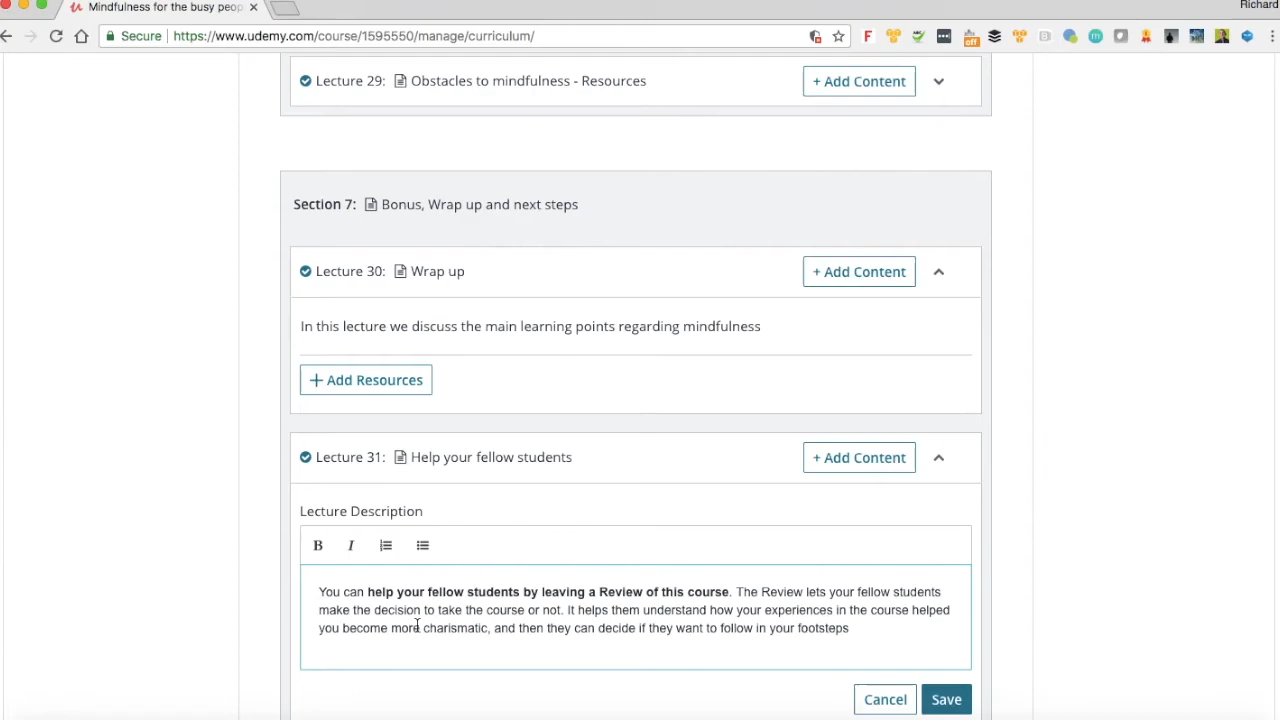 Mindfulness for the busy peop
Richard
Secure https://www.udemy.com/course/1595550/manage/curriculum/
Lecture 29: Obstacles to mindfulness - Resources
+ Add Content
Section 7: Bonus, Wrap up and next steps
Lecture 30: Wrap up
+ Add Content
In this lecture we discuss the main learning points regarding mindfulness
+ Add Resources
Lecture 31: Help your fellow students
+ Add Content
Lecture Description
B I
You can help your fellow students by leaving a Review of this course. The Review lets your fellow students
make the decision to take the course or not. It helps them understand how your experiences in the course helped
you become more charismatic, and then they can decide if they want to follow in your footsteps
Cancel Save